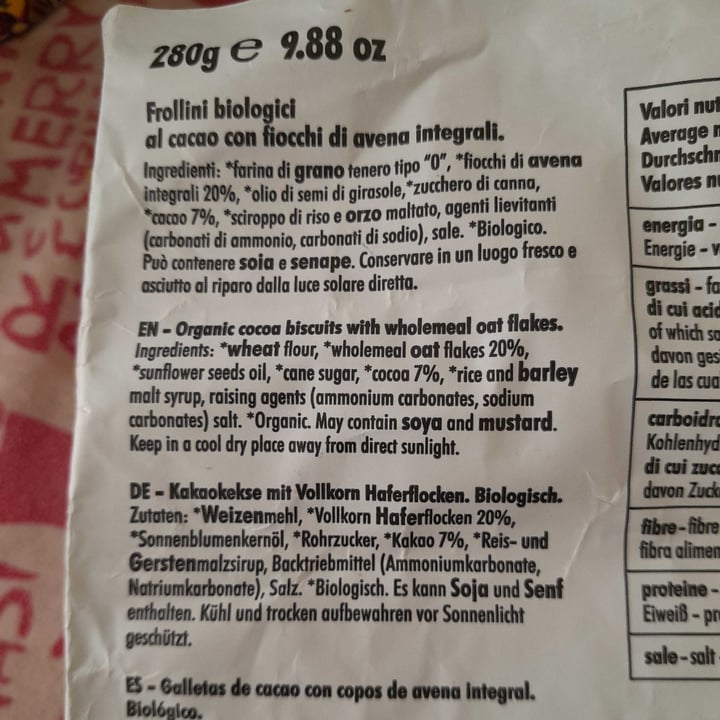 280g e 9.88 oz
Frollini biologici
al cacao con fiocchi di avena integrali.
Ingredienti: *farina di grano tenero tipo "0", *fiocchi di avena
integrali 20%, *olio di semi di girasole,*zucchero di canna,
*cacao 7%, *sciroppo di riso e orzo maltato, agenti lievitanti
(carbonati di ammonio, carbonati di sodio), sale. *Biologico.
Può contenere soia e senape. Conservare in un luogo fresco e
asciutto al riparo dalla luce solare diretta.
EN – Organic cocoa biscuits with wholemeal oat flakes.
Ingredients: *wheat flour, *wholemeal oat flakes 20%,
*sunflower seeds oil, *cane sugar, *cocoa 7%, *rice and barley
malt syrup, raising agents (ammonium carbonates, sodium
carbonates) salt. *Organic. May contain soya and mustard.
Keep in a cool dry place away from direct sunlight.
DE – Kakaokekse mit Vollkorn Haferflocken. Biologisch.
Zutaten: *Weizenmehl, *Vollkorn Haferflocken 20%,
*Sonnenblumenkernöl, *Rohrzucker, *Kakao 7%, *Reis- und
Gerstenmalzsirup, Backtriebmittel (Ammoniumkarbonate,
Natriumkarbonate), Salz. *Biologisch. Es kann Soja und Senf
enthalten. Kühl und trocken aufbewahren vor Sonnenlicht
geschützt.
ES – Galletas de cacao con copos de avena integral.
Biológico.
Valori nut
Average n
Durchschn
Valores nu
energia -
Energie - v
grassi - fa
di cui acid
of which sa
davon ges
de las cua
carboidra
Kohlenhyd
di cui zucc
davon Zuck
fibre - fibre
fibra alimen
proteine -
Eiweiß - pr
sale - salt -
MERRY